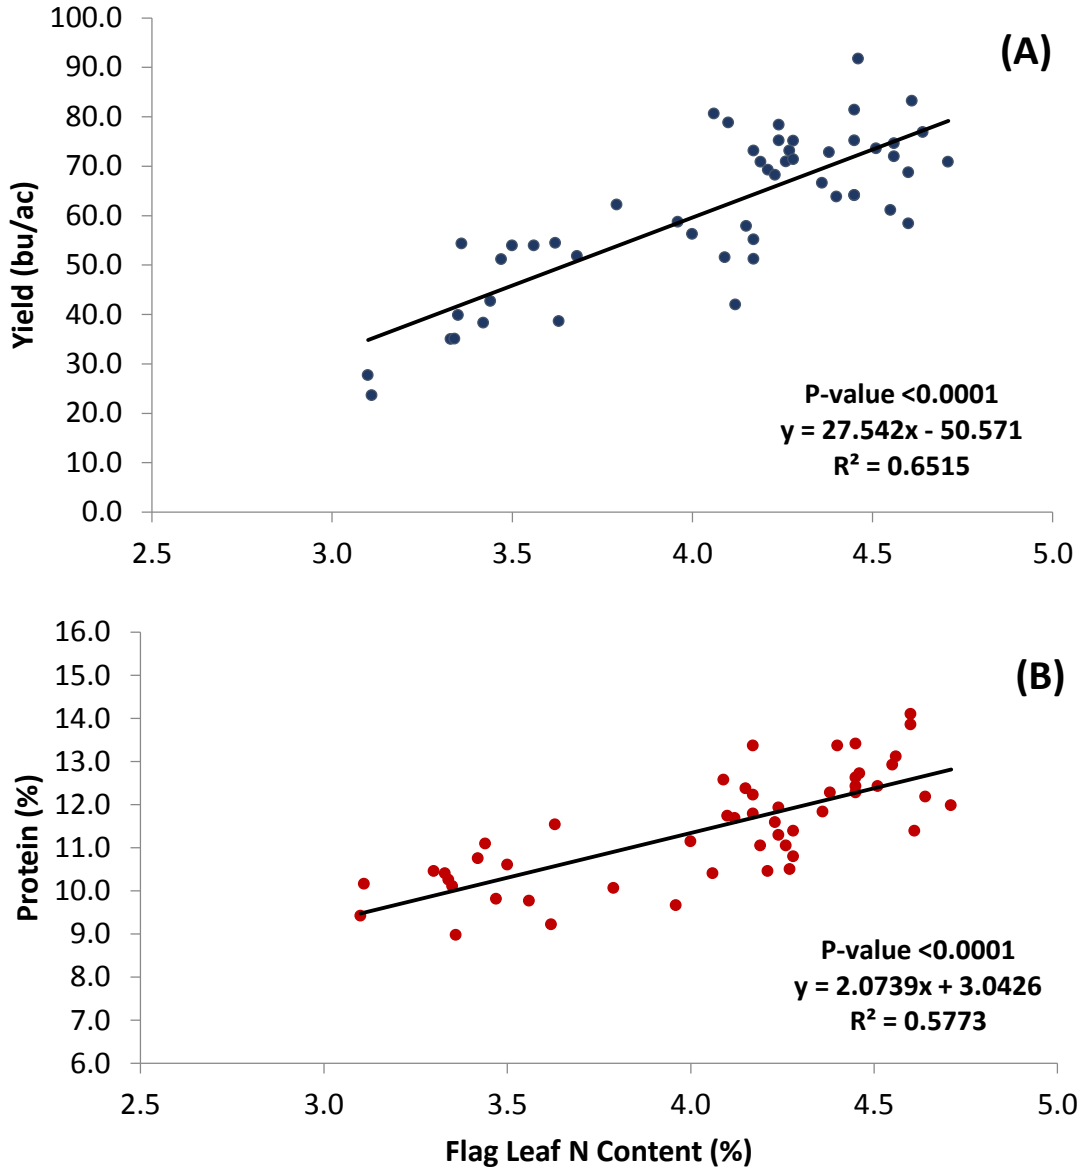 (A)
Yield (bu/ac)
100.0
90.0
80.0
70.0
60.0
50.0
40.0
30.0
20.0
10.0
0.0
P-value <0.0001
y = 27.542x - 50.571
R² = 0.6515
2.5 3.0 3.5 4.0 4.5 5.0
(B)
Protein (%)
16.0
15.0
14.0
13.0
12.0
11.0
10.0
9.0
8.0
7.0
6.0
P-value <0.0001
y = 2.0739x + 3.0426
R² = 0.5773
2.5 3.0 3.5 4.0 4.5 5.0
Flag Leaf N Content (%)